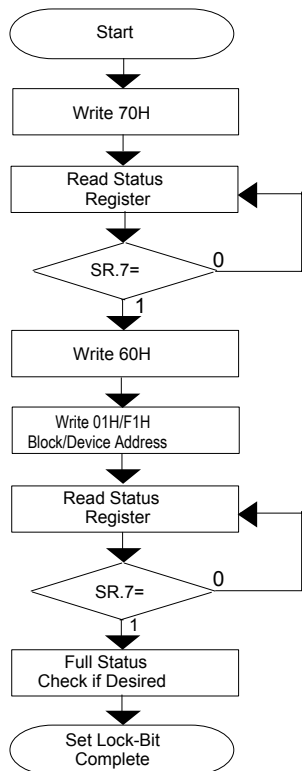 Start
Write 70H
Read Status
Register
SR.7=
0
1
Write 60H
Write 01H/F1H
Block/Device Address
Read Status
Register
SR.7=
0
1
Full Status
Check if Desired
Set Lock-Bit
Complete